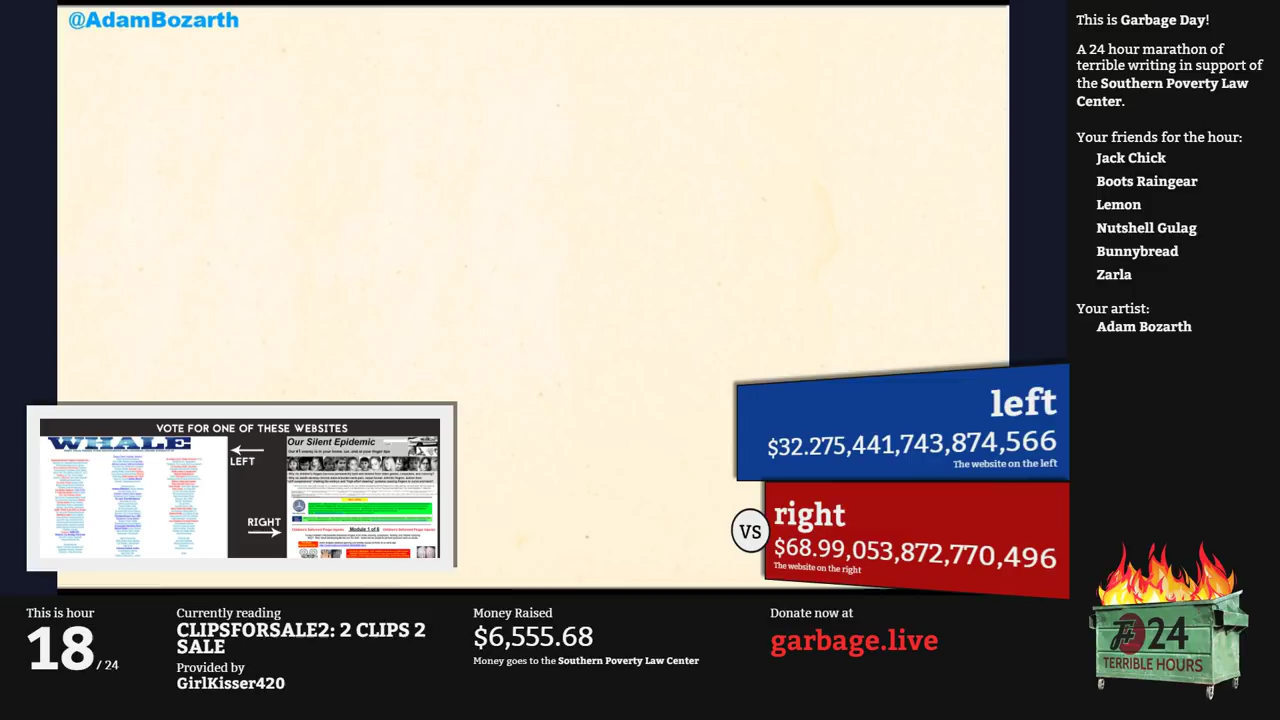 @AdamBozarth
This is Garbage Day!
A 24 hour marathon of
terrible writing in support of
the Southern Poverty Law
Center.
Your friends for the hour:
Jack Chick
Boots Raingear
Lemon
Nutshell Gulag
Bunnybread
Zarla
Your artist:
Adam Bozarth
VOTE FOR ONE OF THESE WEBSITES
WHALE
LEFT
RIGHT
Our Silent Epidemic
Module 1 of 6
left
$32.275,441,743,874,566
The website on the left
VS
right
$68.99,053,872,770,496
The website on the right
This is hour
18 / 24
Currently reading
CLIPSFORSALE2: 2 CLIPS 2
SALE
Provided by
GirlKisser420
Money Raised
$6,555.68
Money goes to the Southern Poverty Law Center
Donate now at
garbage.live
24
TERRIBLE HOURS